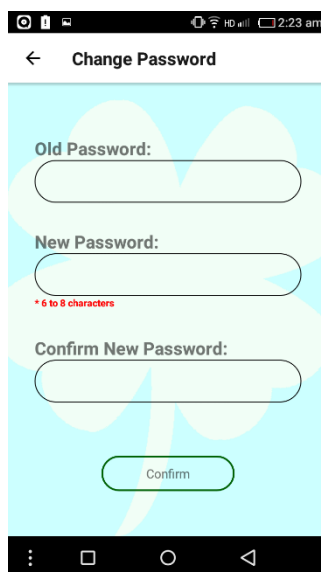 HD 2:23 am
Change Password
Old Password:
New Password:
* 6 to 8 characters
Confirm New Password:
Confirm